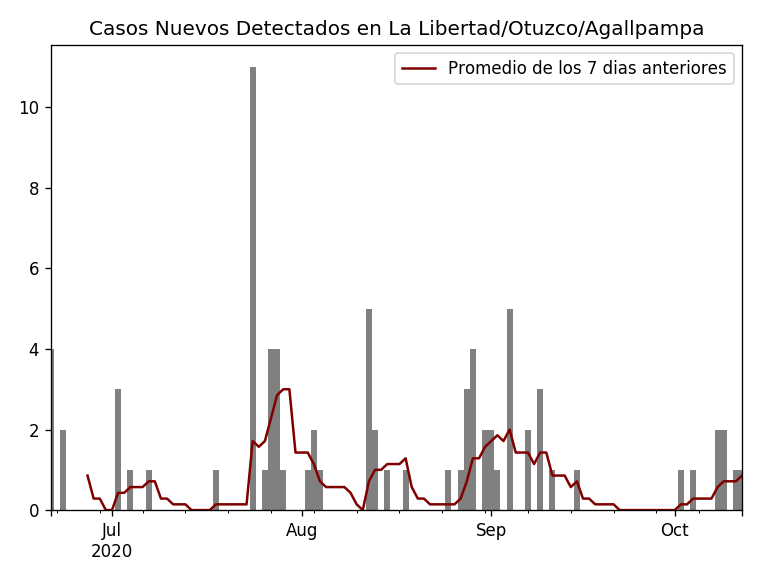 Casos Nuevos Detectados en La Libertad/Otuzco/Agallpampa
Promedio de los 7 dias anteriores
10
8
6
4
2
0
Jul Aug Sep Oct
2020